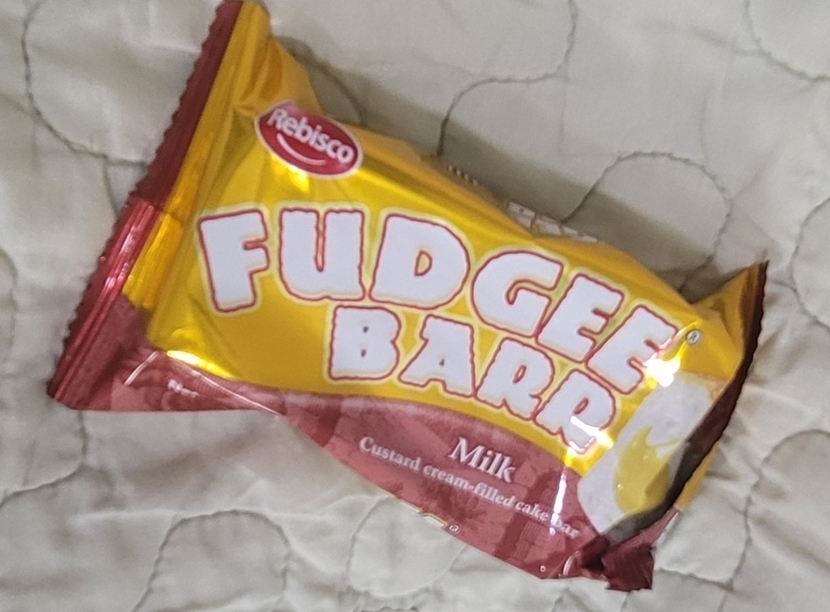 Rebisco
FUDGEE
BARR®
Milk
Custard cream-filled cake bar